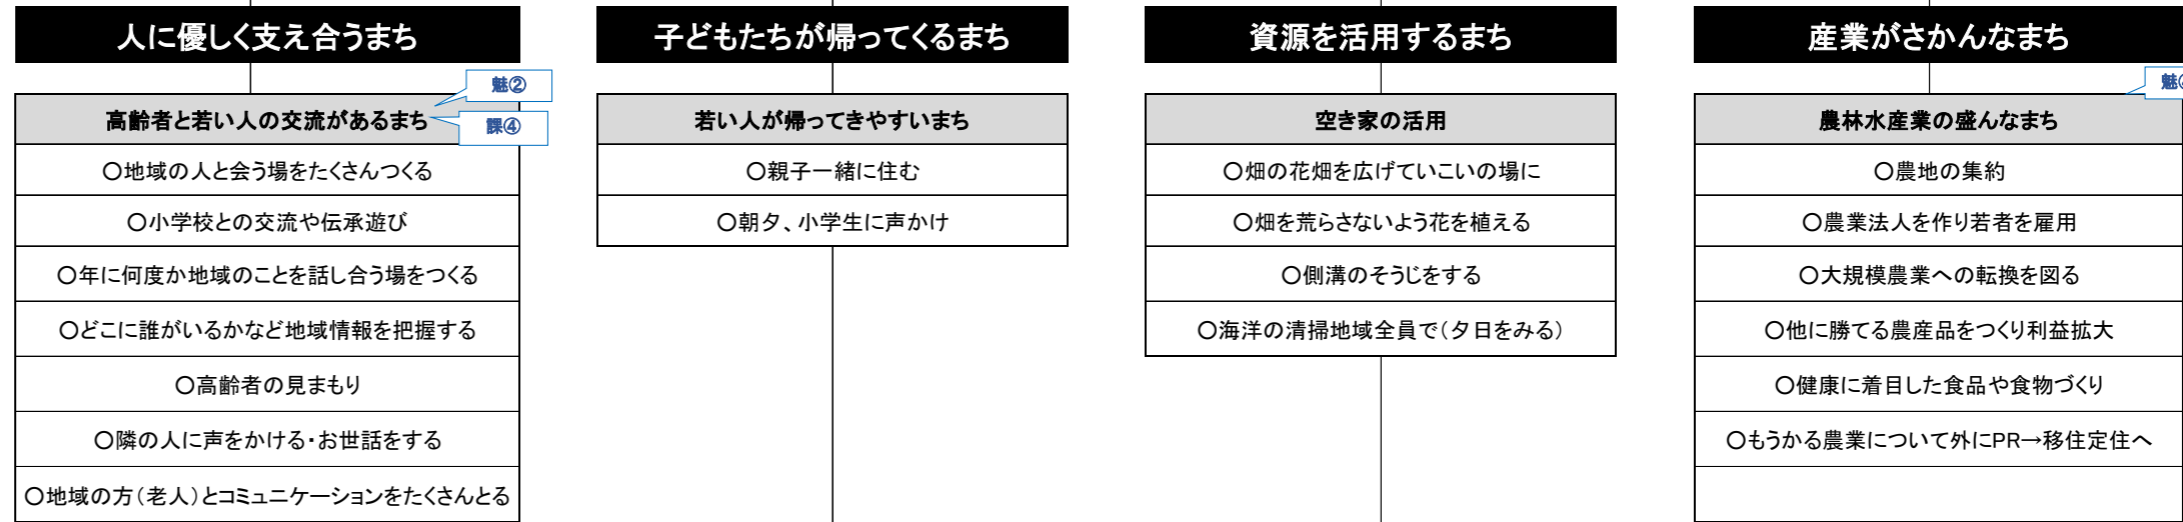 人に優しく支え合うまち
魅②
高齢者と若い人の交流があるまち
課④
〇地域の人と会う場をたくさんつくる
〇小学校との交流や伝承遊び
〇年に何度か地域のことを話し合う場をつくる
〇どこに誰がいるかなど地域情報を把握する
〇高齢者の見まもり
〇隣の人に声をかける・お世話をする
〇地域の方(老人)とコミュニケーションをたくさんとる
子どもたちが帰ってくるまち
若い人が帰ってきやすいまち
〇親子一緒に住む
〇朝夕、小学生に声かけ
資源を活用するまち
空き家の活用
〇畑の花畑を広げていこいの場に
〇畑を荒らさないよう花を植える
〇側溝のそうじをする
〇海洋の清掃地域全員で(夕日をみる)
産業がさかんなまち
魅
農林水産業の盛んなまち
〇農地の集約
〇農業法人を作り若者を雇用
〇大規模農業への転換を図る
〇他に勝てる農産品をつくり利益拡大
〇健康に着目した食品や食物づくり
〇もうかる農業について外にPR→移住定住へ